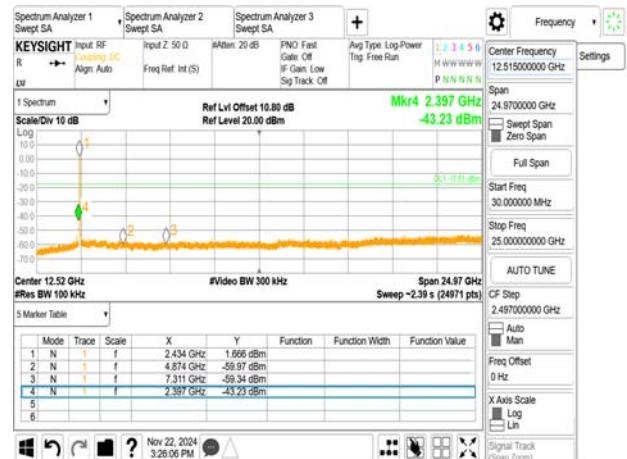 Spectrum Analyzer 1
Swept SA
Spectrum Analyzer 2
Swept SA
Spectrum Analyzer 3
Swept SA
+
Frequency
KEYSIGHT
R
Input: RF
Coupling: DC
Align: Auto
Input Z: 50 Ω
Freq Ref: Int (S)
#Atten: 20 dB
PNO: Fast
Gate: Off
IF Gain: Low
Sig Track: Off
Avg Type: Log-Power
Trig: Free Run
1 2 3 4 5 6
M W W W W W
P N N N N N
1 Spectrum
Scale/Div 10 dB
Ref Lvl Offset 10.80 dB
Ref Level 20.00 dBm
Mkr4 2.397 GHz
-43.23 dBm
Log
10.0
0.00
-10.0
-20.0
-30.0
-40.0
-50.0
-60.0
-70.0
1
4
2
3
Center 12.52 GHz
#Res BW 100 kHz
#Video BW 300 kHz
Span 24.97 GHz
Sweep ~2.39 s (24971 pts)
5 Marker Table
Mode Trace Scale X Y Function Function Width Function Value
1 N 1 f 2.434 GHz 1.666 dBm
2 N 1 f 4.874 GHz -59.97 dBm
3 N 1 f 7.311 GHz -59.34 dBm
4 N 1 f 2.397 GHz -43.23 dBm
5
6
?
Nov 22, 2024
3:26:06 PM
Center Frequency
12.515000000 GHz
Settings
Span
24.9700000 GHz
Swept Span
Zero Span
Full Span
Start Freq
30.000000 MHz
Stop Freq
25.000000000 GHz
AUTO TUNE
CF Step
2.497000000 GHz
Auto
Man
Freq Offset
0 Hz
X Axis Scale
Log
Lin
Signal Track
(Span Zoom)